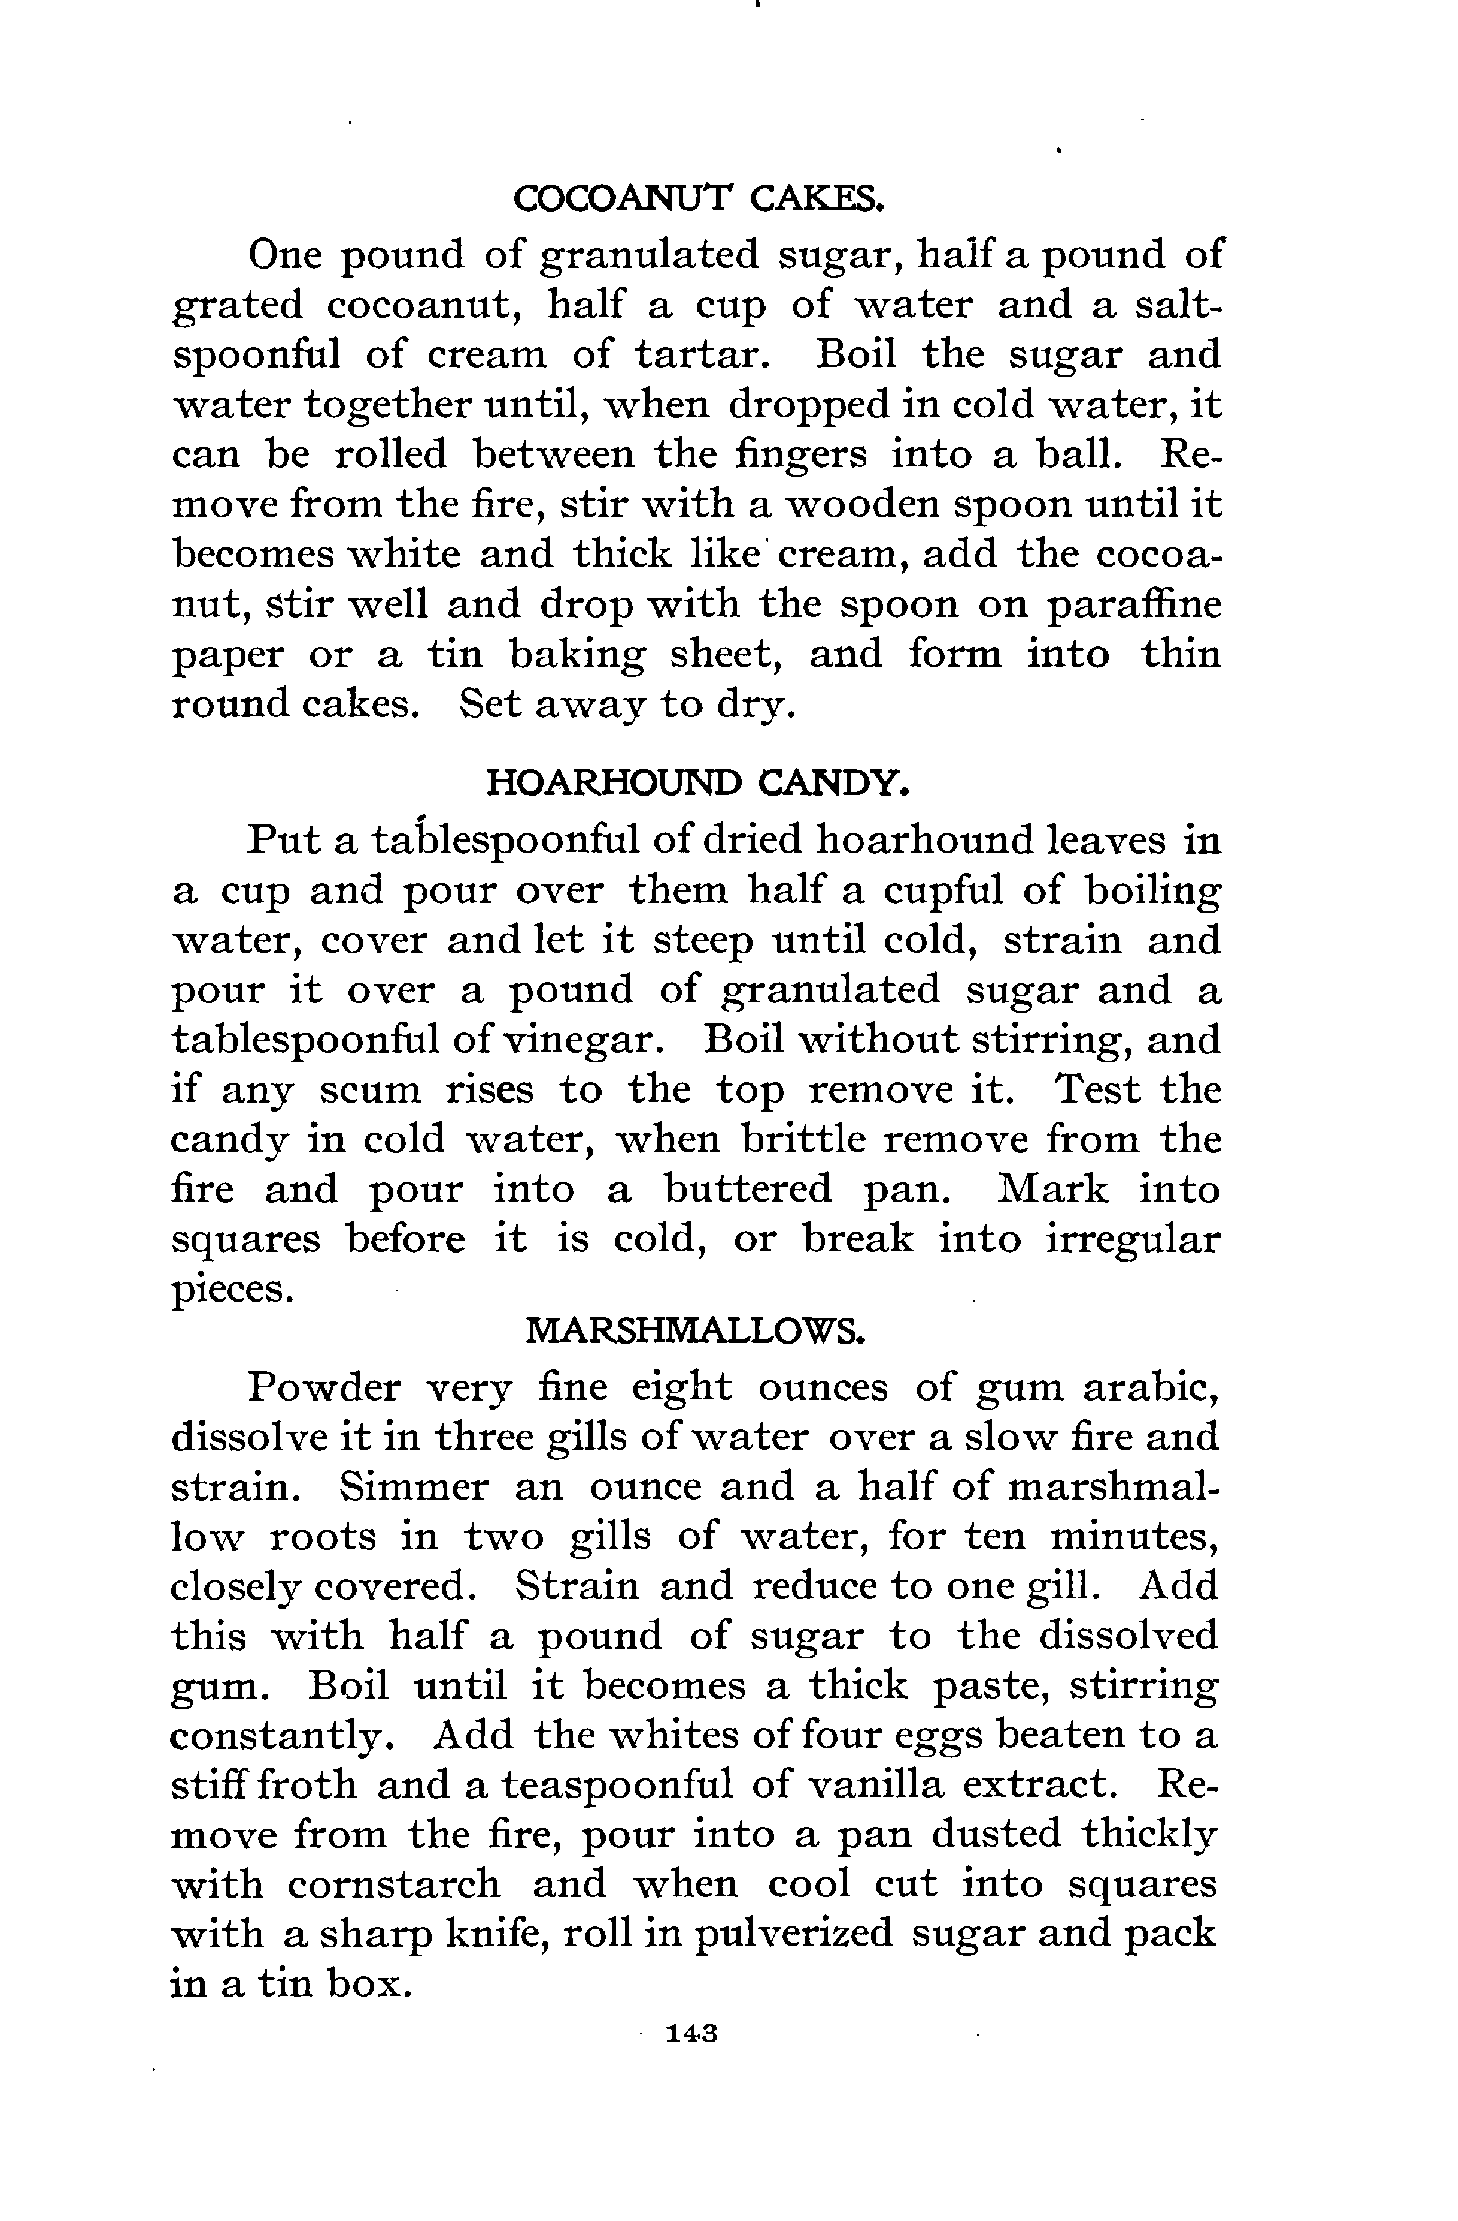 COCOANUT CAKES.
One pound of granulated sugar, half a pound of
grated cocoanut, half a cup of water and a salt-
spoonful of cream of tartar. Boil the sugar and
water together until, when dropped in cold water, it
can be rolled between the fingers into a ball. Re-
move from the fire, stir with a wooden spoon until it
becomes white and thick like cream, add the cocoa-
nut, stir well and drop with the spoon on paraffine
paper or a tin baking sheet, and form into thin
round cakes. Set away to dry.
HOARHOUND CANDY.
Put a tablespoonful of dried hoarhound leaves in
a cup and pour over them half a cupful of boiling
water, cover and let it steep until cold, strain and
pour it over a pound of granulated sugar and a
tablespoonful of vinegar. Boil without stirring, and
if any scum rises to the top remove it. Test the
candy in cold water, when brittle remove from the
fire and pour into a buttered pan. Mark into
squares before it is cold, or break into irregular
pieces.
MARSHMALLOWS.
Powder very fine eight ounces of gum arabic,
dissolve it in three gills of water over a slow fire and
strain. Simmer an ounce and a half of marshmal-
low roots in two gills of water, for ten minutes,
closely covered. Strain and reduce to one gill. Add
this with half a pound of sugar to the dissolved
gum. Boil until it becomes a thick paste, stirring
constantly. Add the whites of four eggs beaten to a
stiff froth and a teaspoonful of vanilla extract. Re-
move from the fire, pour into a pan dusted thickly
with cornstarch and when cool cut into squares
with a sharp knife, roll in pulverized sugar and pack
in a tin box.
143